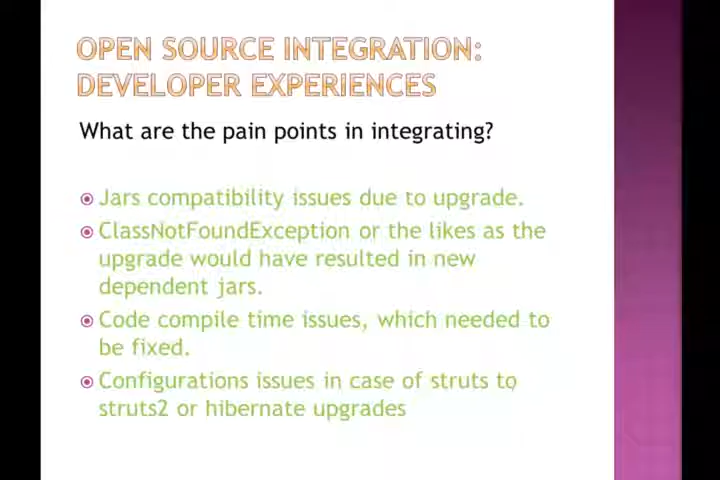 OPEN SOURCE INTEGRATION:
DEVELOPER EXPERIENCES
What are the pain points in integrating?
Jars compatibility issues due to upgrade.
ClassNotFoundException or the likes as the
upgrade would have resulted in new
dependent jars.
Code compile time issues, which needed to
be fixed.
Configurations issues in case of struts to
struts2 or hibernate upgrades